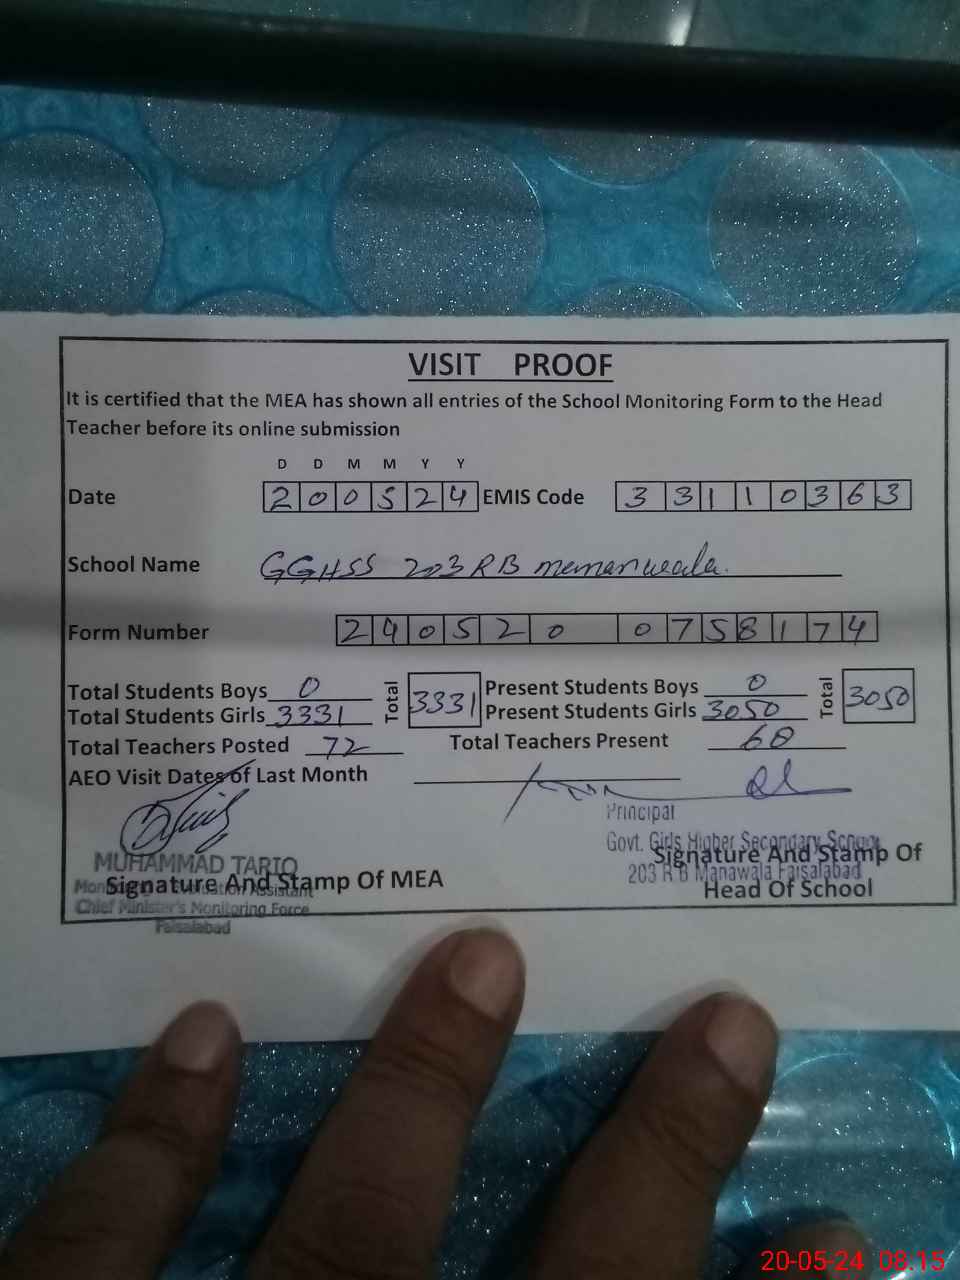 VISIT PROOF
It is certified that the MEA has shown all entries of the School Monitoring Form to the Head
Teacher before its online submission
D D M M Y Y
Date 2 0 0 5 2 4 EMIS Code 3 3 1 1 0 3 6 3
School Name GGHSS 203 RB manawala.
Form Number 2 4 0 5 2 0 0 7 5 8 1 7 4
Total Students Boys 0 Total 3331 Present Students Boys 0 Total 3050
Total Students Girls 3331 Present Students Girls 3050
Total Teachers Posted 72 Total Teachers Present 60
AEO Visit Dates of Last Month
Principal
Govt. Girls Higher Secondary School
203 R B Manawala Faisalabad
Signature And Stamp Of
Head Of School
MUHAMMAD TARIQ
Monitoring Evaluation Assistant
Signature And Stamp Of MEA
Chief Minister's Monitoring Force
Faisalabad
20-05-24 08:15